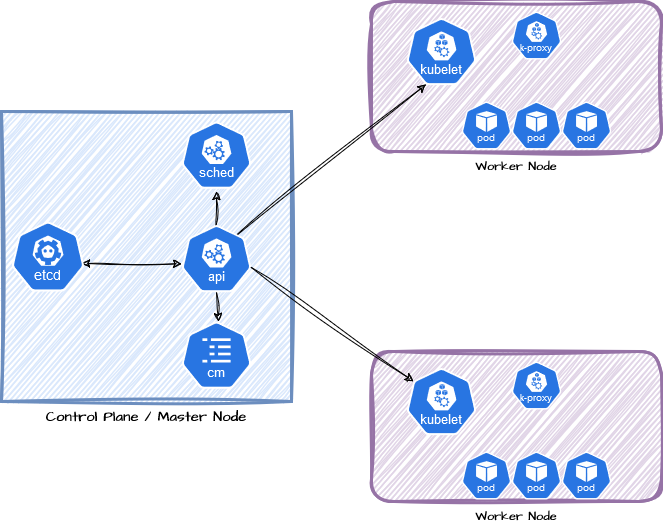 kubelet
k-proxy
pod
pod
pod
Worker Node
sched
etcd
api
cm
Control Plane / Master Node
kubelet
k-proxy
pod
pod
pod
Worker Node